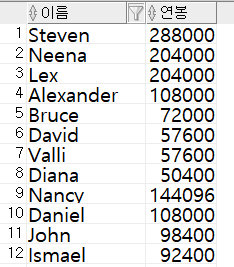 이름 연봉
1 Steven 288000
2 Neena 204000
3 Lex 204000
4 Alexander 108000
5 Bruce 72000
6 David 57600
7 Valli 57600
8 Diana 50400
9 Nancy 144096
10 Daniel 108000
11 John 98400
12 Ismael 92400